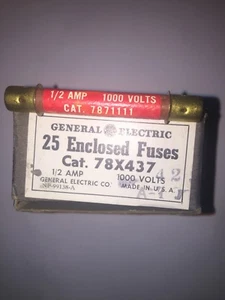 1/2 AMP 1000 VOLTS
CAT. 7871111
GENERAL ELECTRIC
25 Enclosed Fuses
Cat. 78X437
1/2 AMP 1000 VOLTS
GENERAL ELECTRIC CO. MADE IN U.S.A.